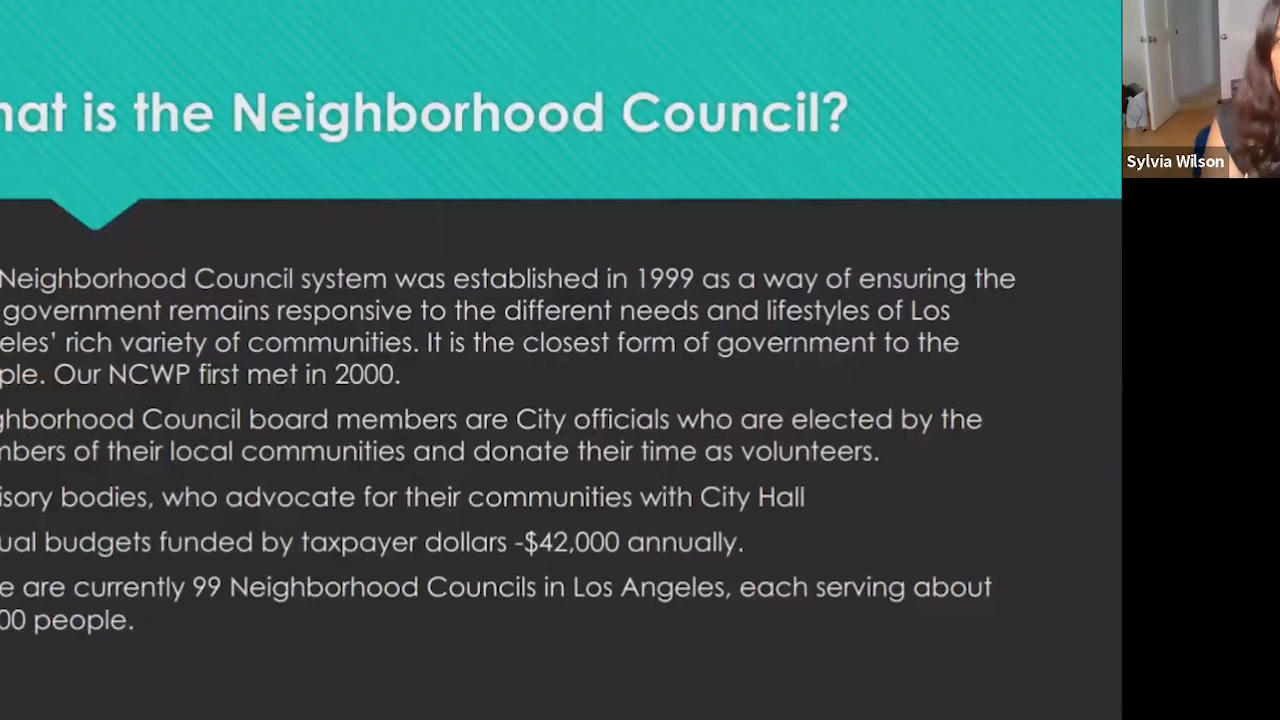 hat is the Neighborhood Council?
Sylvia Wilson
Neighborhood Council system was established in 1999 as a way of ensuring the
government remains responsive to the different needs and lifestyles of Los
eles’ rich variety of communities. It is the closest form of government to the
ple. Our NCWP first met in 2000.
ghborhood Council board members are City officials who are elected by the
mbers of their local communities and donate their time as volunteers.
isory bodies, who advocate for their communities with City Hall
ual budgets funded by taxpayer dollars -$42,000 annually.
e are currently 99 Neighborhood Councils in Los Angeles, each serving about
00 people.